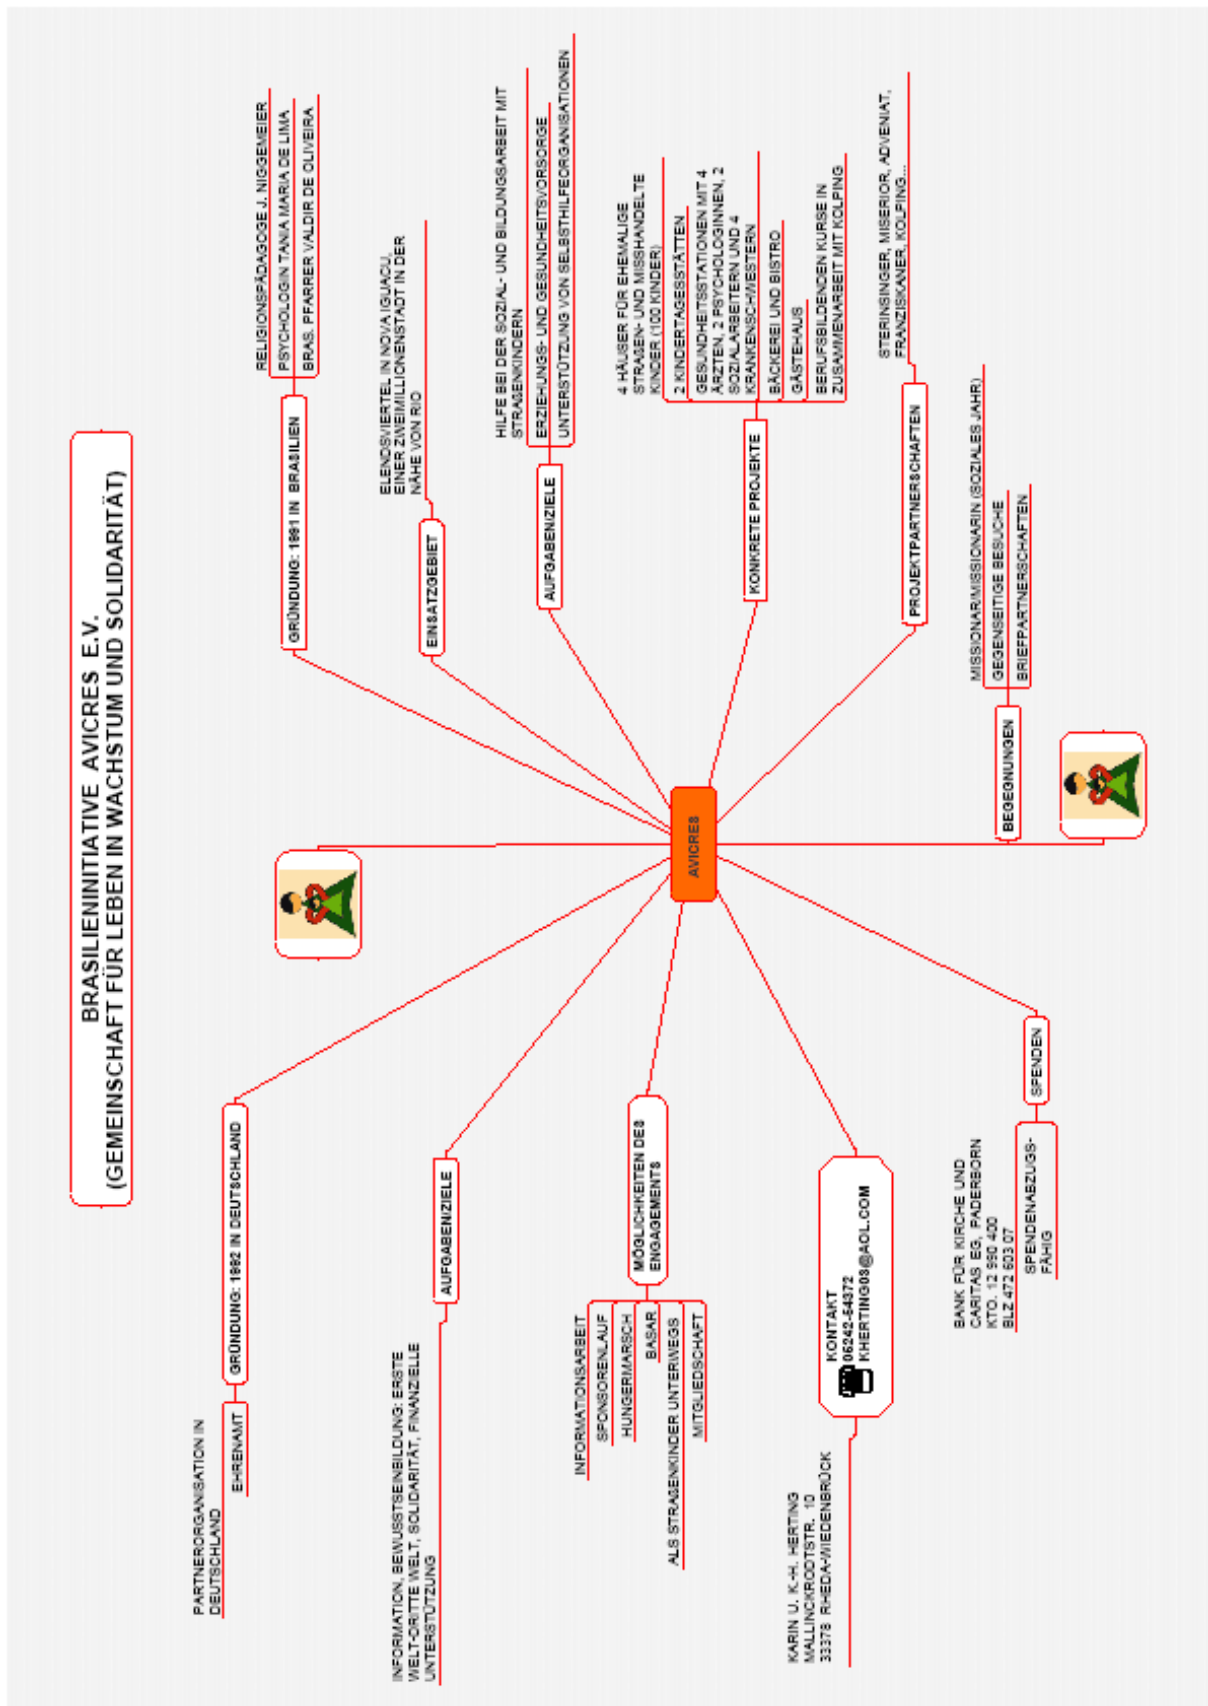 BRASILIENINITIATIVE AVICRES E.V.
(GEMEINSCHAFT FÜR LEBEN IN WACHSTUM UND SOLIDARITÄT)
AVICRES
GRÜNDUNG: 1991 IN BRASILIEN
RELIGIONSPÄDAGOGE J. NIGGEMEIER
PSYCHOLOGIN TANIA MARIA DE LIMA
BRAS. PFARRER VALDIR DE OLIVEIRA
EINSATZGEBIET
ELENDSVIERTEL IN NOVA IGUACU,
EINER ZWEIMILLIONENSTADT IN DER
NÄHE VON RIO
AUFGABEN/ZIELE
HILFE BEI DER SOZIAL- UND BILDUNGSARBEIT MIT
STRAßENKINDERN
ERZIEHUNGS- UND GESUNDHEITSVORSORGE
UNTERSTÜTZUNG VON SELBSTHILFEORGANISATIONEN
KONKRETE PROJEKTE
4 HÄUSER FÜR EHEMALIGE
STRAßEN- UND MISSHANDELTE
KINDER (100 KINDER)
2 KINDERTAGESSTÄTTEN
GESUNDHEITSSTATIONEN MIT 4
ÄRZTEN, 2 PSYCHOLOGINNEN, 2
SOZIALARBEITERN UND 4
KRANKENSCHWESTERN
BÄCKEREI UND BISTRO
GÄSTEHAUS
BERUFSBILDENDEN KURSE IN
ZUSAMMENARBEIT MIT KOLPING
PROJEKTPARTNERSCHAFTEN
STERINSINGER, MISERIOR, ADVENIAT,
FRANZISKANER, KOLPING...
BEGEGNUNGEN
MISSIONAR/MISSIONARIN (SOZIALES JAHR)
GEGENSEITIGE BESUCHE
BRIEFPARTNERSCHAFTEN
GRÜNDUNG: 1992 IN DEUTSCHLAND
PARTNERORGANISATION IN
DEUTSCHLAND
EHRENAMT
AUFGABEN/ZIELE
INFORMATION, BEWUSSTSEINBILDUNG: ERSTE
WELT-DRITTE WELT, SOLIDARITÄT, FINANZIELLE
UNTERSTÜTZUNG
MÖGLICHKEITEN DES
ENGAGEMENTS
INFORMATIONSARBEIT
SPONSORENLAUF
HUNGERMARSCH
BASAR
ALS STRAßENKINDER UNTERWEGS
MITGLIEDSCHAFT
KONTAKT
05242-54372
KHERTING03@AOL.COM
KARIN U. K.-H. HERTING
MALLINCKRODTSTR. 10
33378 RHEDA-WIEDENBRÜCK
SPENDEN
BANK FÜR KIRCHE UND
CARITAS EG, PADERBORN
KTO. 12 990 400
BLZ 472 603 07
SPENDENABZUGS-
FÄHIG